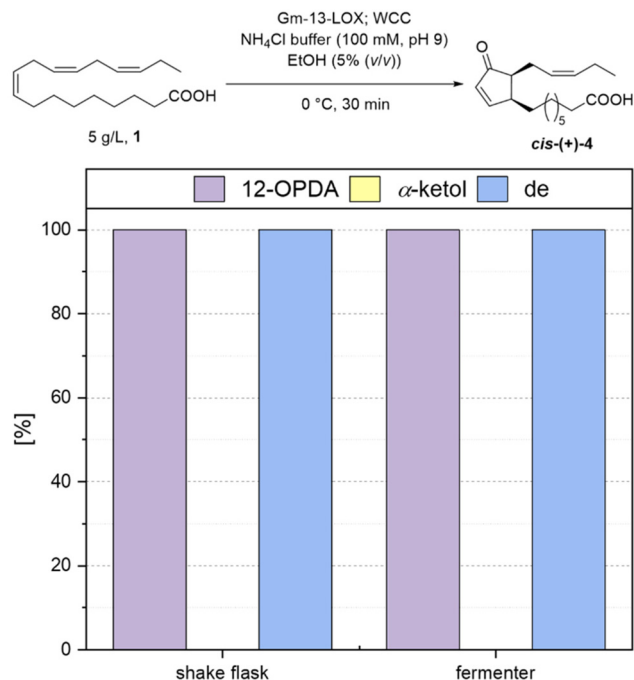 Gm-13-LOX; WCC
NH₄Cl buffer (100 mM, pH 9)
EtOH (5% (v/v))
0 °C, 30 min
COOH
5 g/L, 1
O
5
COOH
cis-(+)-4
12-OPDA α-ketol de
[%]
100
80
60
40
20
0
shake flask fermenter